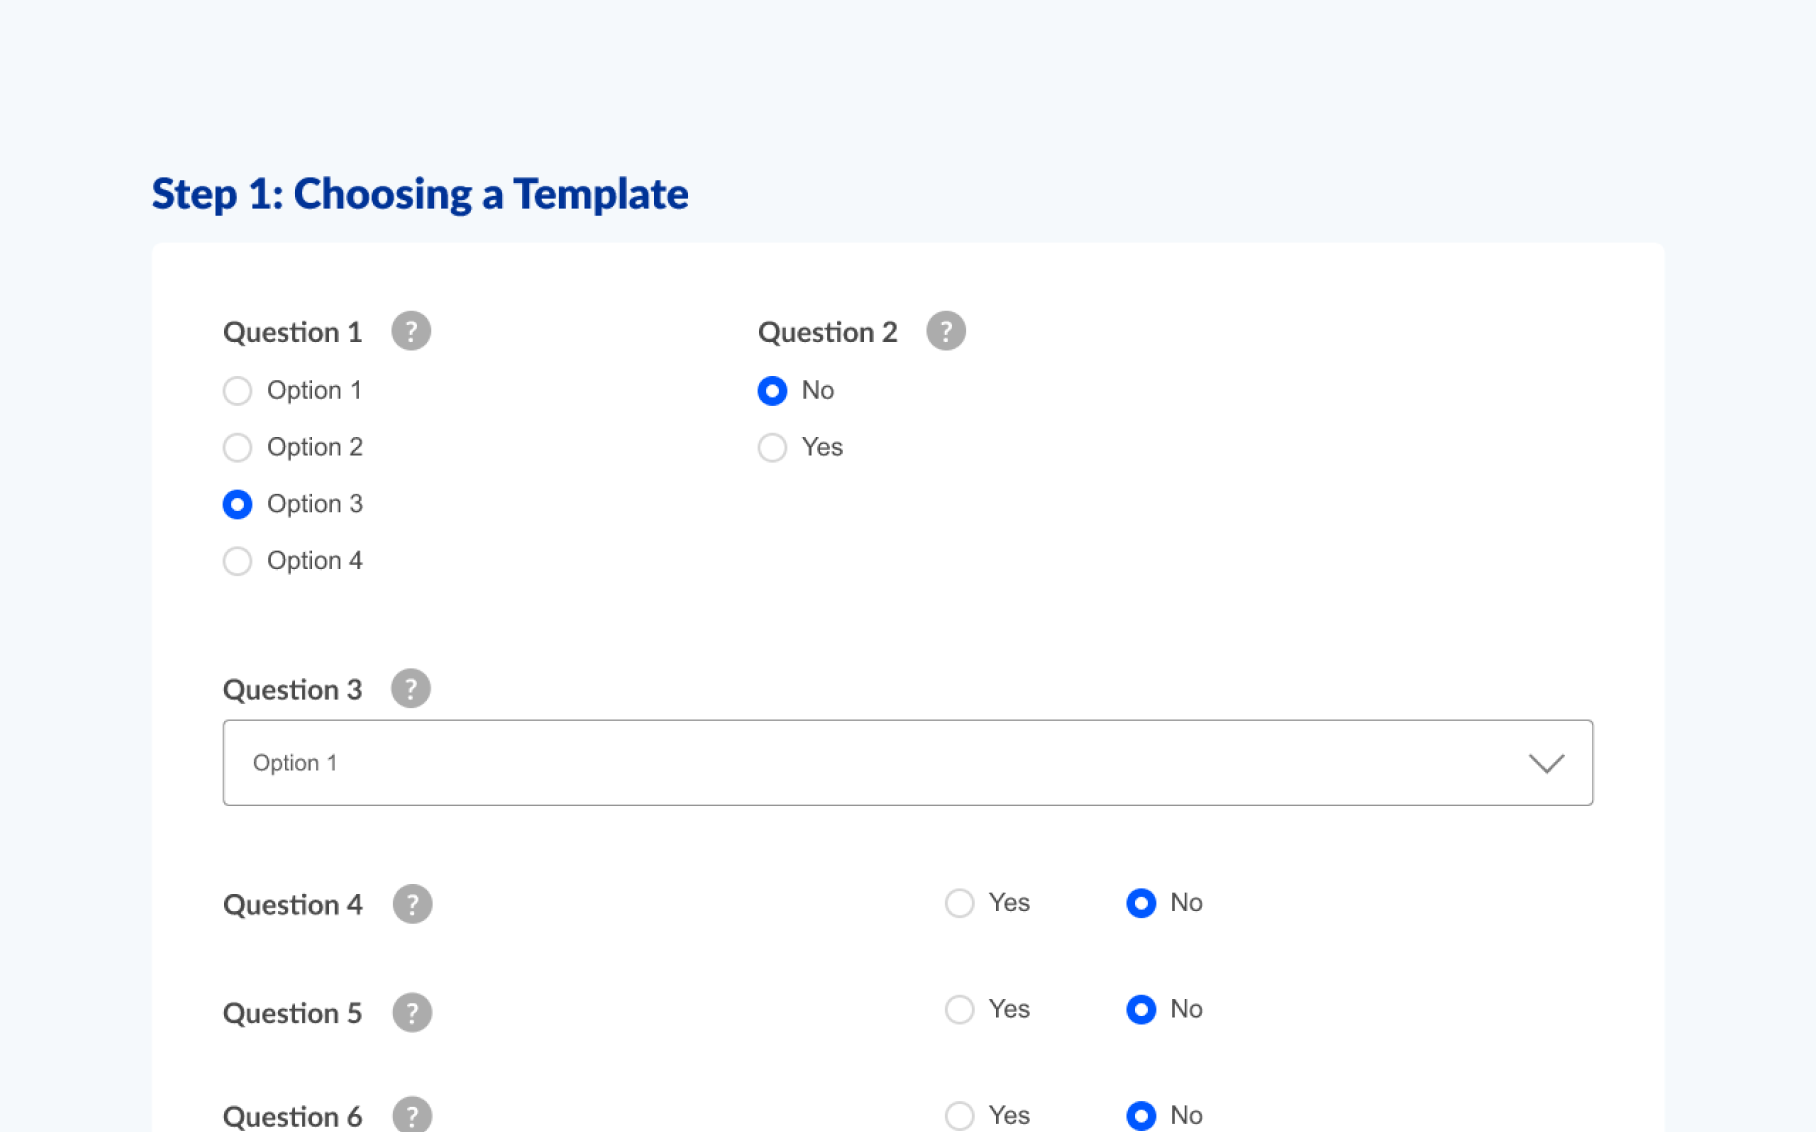 Step 1: Choosing a Template
Question 1 ?
Option 1
Option 2
Option 3
Option 4
Question 2 ?
No
Yes
Question 3 ?
Option 1
Question 4 ? Yes No
Question 5 ? Yes No
Question 6 ? Yes No